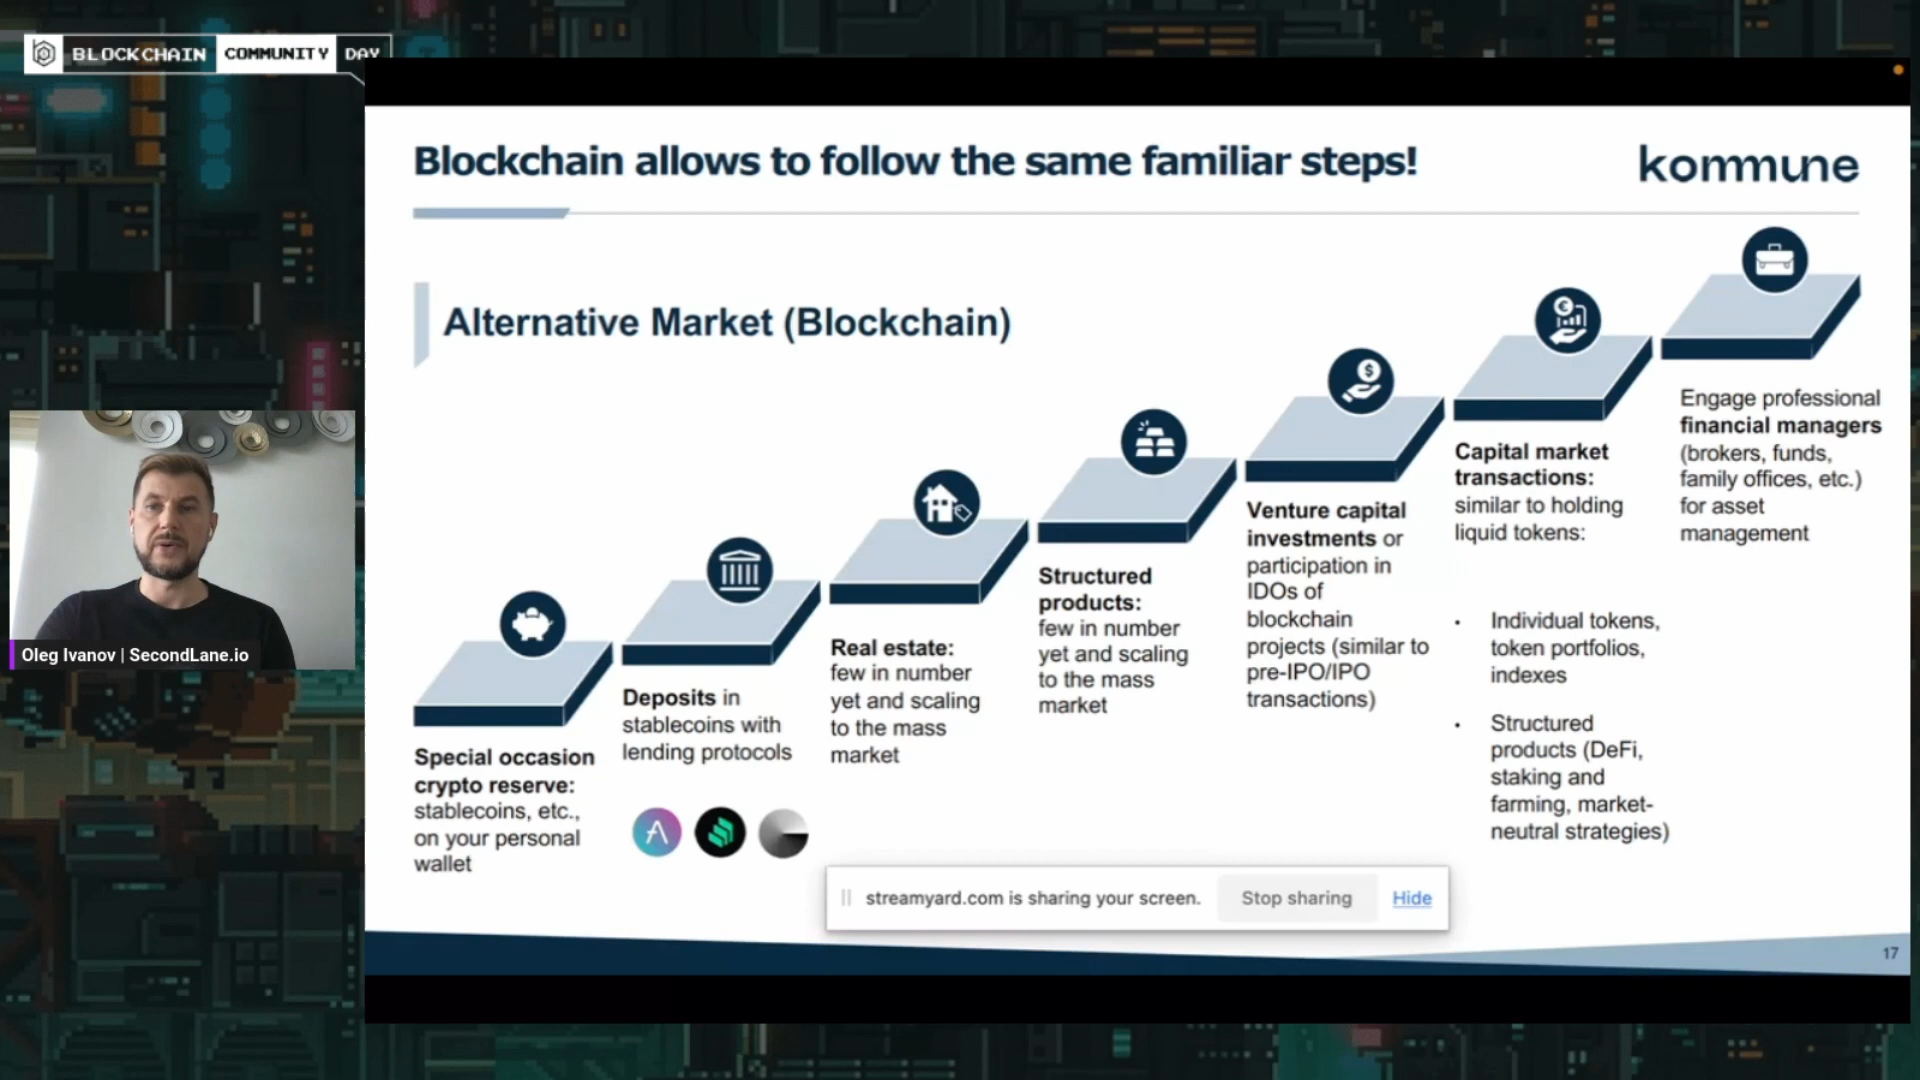 BLOCKCHAIN COMMUNITY DAY
Blockchain allows to follow the same familiar steps!
kommune
Alternative Market (Blockchain)
Special occasion
crypto reserve:
stablecoins, etc.,
on your personal
wallet
Deposits in
stablecoins with
lending protocols
Real estate:
few in number
yet and scaling
to the mass
market
Structured
products:
few in number
yet and scaling
to the mass
market
Venture capital
investments or
participation in
IDOs of
blockchain
projects (similar to
pre-IPO/IPO
transactions)
Capital market
transactions:
similar to holding
liquid tokens:
• Individual tokens,
token portfolios,
indexes
• Structured
products (DeFi,
staking and
farming, market-
neutral strategies)
Engage professional
financial managers
(brokers, funds,
family offices, etc.)
for asset
management
Oleg Ivanov | SecondLane.io
streamyard.com is sharing your screen. Stop sharing Hide
17